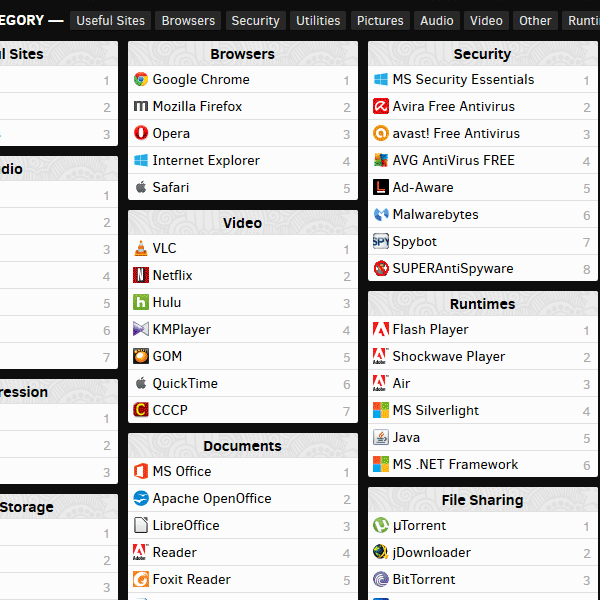 EGORY —
Useful Sites
Browsers
Security
Utilities
Pictures
Audio
Video
Other
Runti
l Sites
1
2
3
dio
1
2
3
4
5
6
7
ression
1
2
3
Storage
1
2
3
Browsers
Google Chrome 1
Mozilla Firefox 2
Opera 3
Internet Explorer 4
Safari 5
Video
VLC 1
Netflix 2
Hulu 3
KMPlayer 4
GOM 5
QuickTime 6
CCCP 7
Documents
MS Office 1
Apache OpenOffice 2
LibreOffice 3
Reader 4
Foxit Reader 5
Security
MS Security Essentials 1
Avira Free Antivirus 2
avast! Free Antivirus 3
AVG AntiVirus FREE 4
Ad-Aware 5
Malwarebytes 6
Spybot 7
SUPERAntiSpyware 8
Runtimes
Flash Player 1
Shockwave Player 2
Air 3
MS Silverlight 4
Java 5
MS .NET Framework 6
File Sharing
µTorrent 1
jDownloader 2
BitTorrent 3